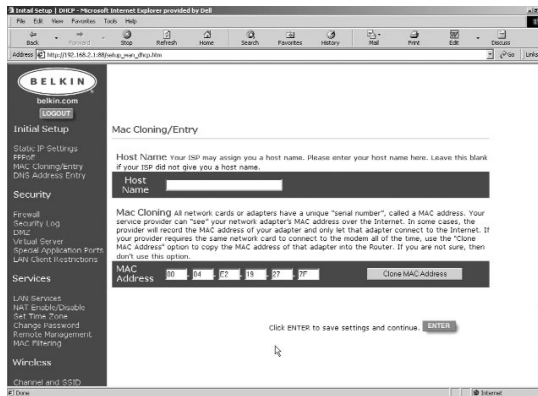 Initail Setup | DHCP - Microsoft Internet Explorer provided by Dell
File Edit View Favorites Tools Help
Back Forward Stop Refresh Home Search Favorites History Mail Print Edit Discuss
Address http://192.168.2.1:88/setup_wan_dhcp.htm Go Links
BELKIN
belkin.com
LOGOUT
Initial Setup
Static IP Settings
PPPoE
MAC Cloning/Entry
DNS Address Entry
Security
Firewall
Security Log
DMZ
Virtual Server
Special Application Ports
LAN Client Restrictions
Services
LAN Services
NAT Enable/Disable
Set Time Zone
Change Password
Remote Management
MAC Filtering
Wireless
Channel and SSID
Mac Cloning/Entry
Host Name Your ISP may assign you a host name. Please enter your host name here. Leave this blank
if your ISP did not give you a host name.
Host
Name
Mac Cloning All network cards or adapters have a unique "serial number", called a MAC address. Your
service provider can "see" your network adapter's MAC address over the Internet. In some cases, the
provider will record the MAC address of your adapter and only let that adapter connect to the Internet. If
your provider requires the same network card to connect to the modem all of the time, use the "Clone
MAC Address" option to copy the MAC address of that adapter into the Router. If you are not sure, then
don't use this option.
MAC
Address 00 . 04 . E2 . 19 . 27 . 7F Clone MAC Address
Click ENTER to save settings and continue. ENTER
Done Internet